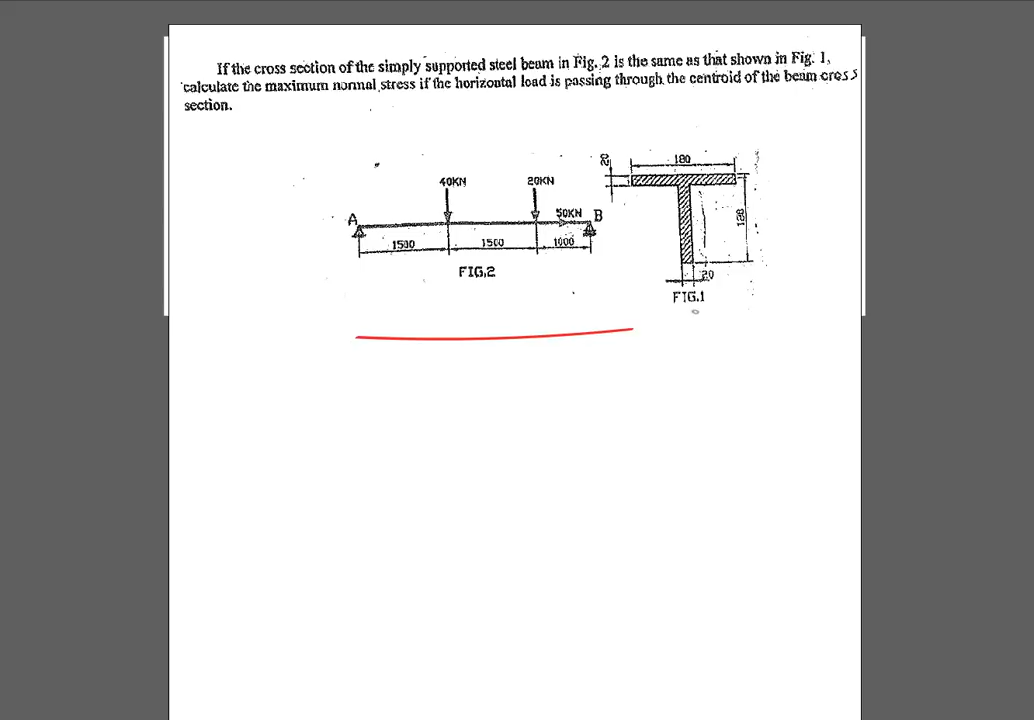 If the cross section of the simply supported steel beam in Fig. 2 is the same as that shown in Fig. 1,
calculate the maximum normal stress if the horizontal load is passing through the centroid of the beam cross
section.
20
180
40KN
20KN
50KN
A
B
1500
1500
1000
20
FIG.2
FIG.1